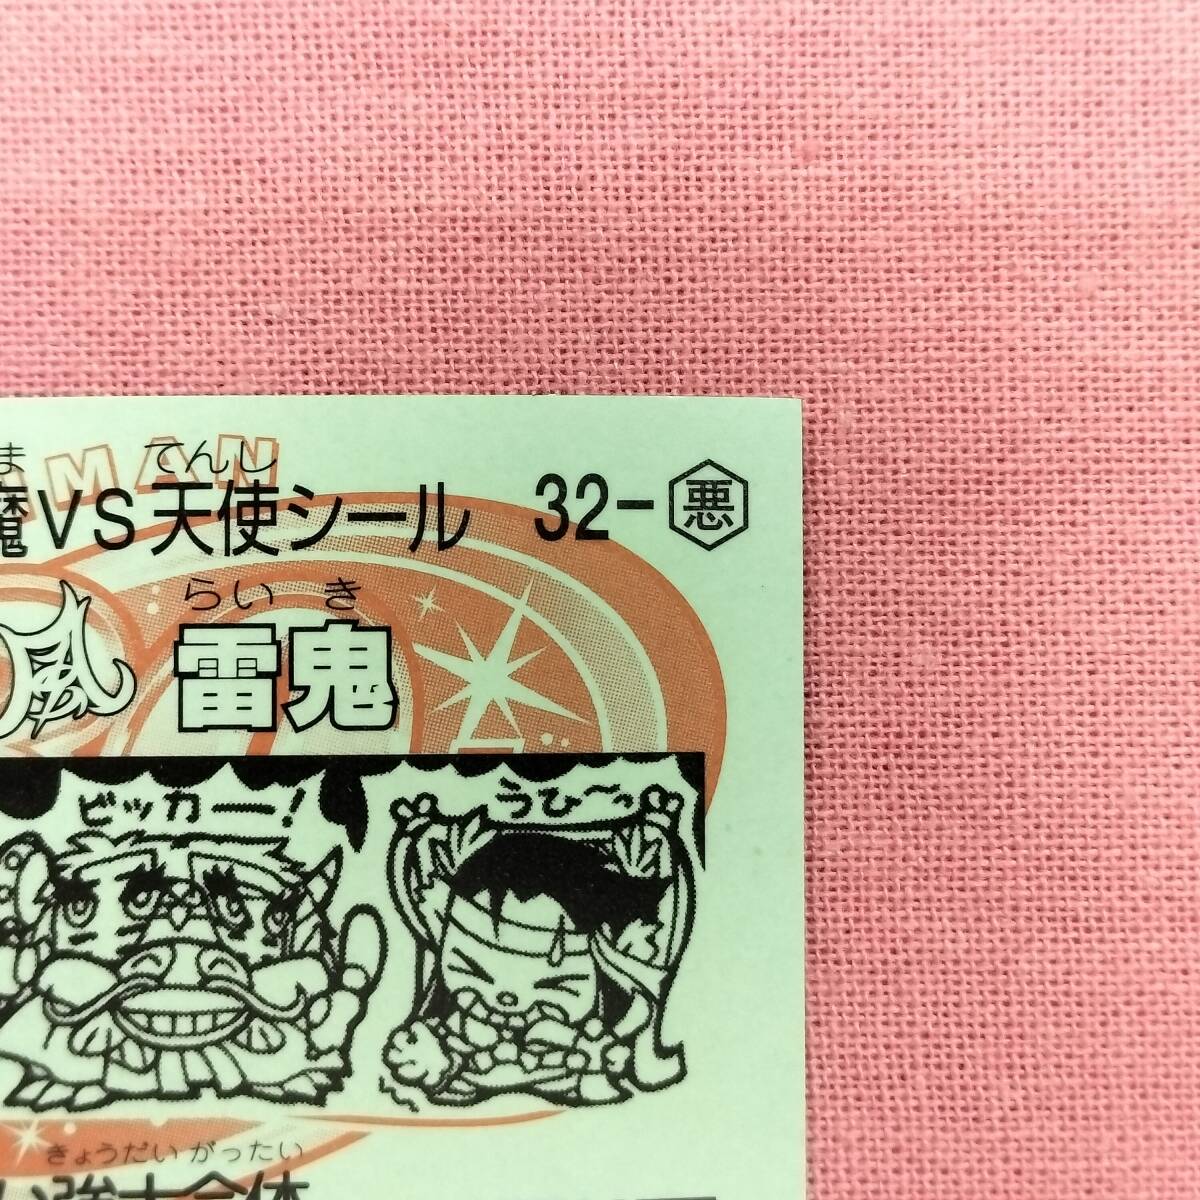 MAN
ま てんし
魔VS天使シール 32-悪
らいき
風雷鬼
ビッカー!
うひ〜っ
きょうだい がったい
い強大合体